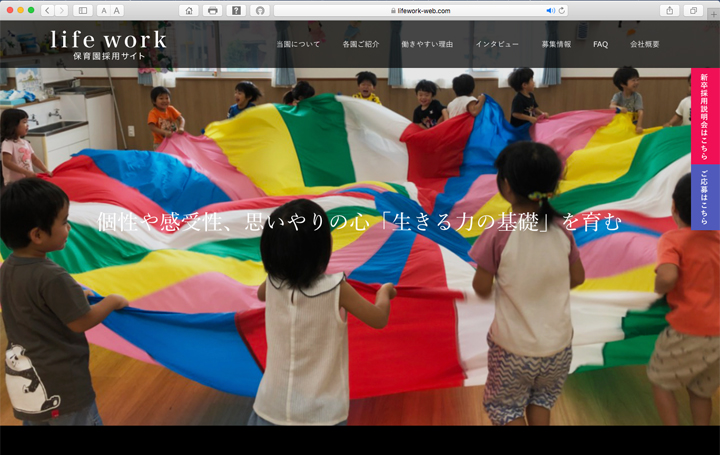 A A
lifework-web.com
life work
保育園採用サイト
当園について 各園ご紹介 働きやすい理由 インタビュー 募集情報 FAQ 会社概要
新卒採用説明会はこちら
ご応募はこちら
個性や感受性、思いやりの心「生きる力の基礎」を育む